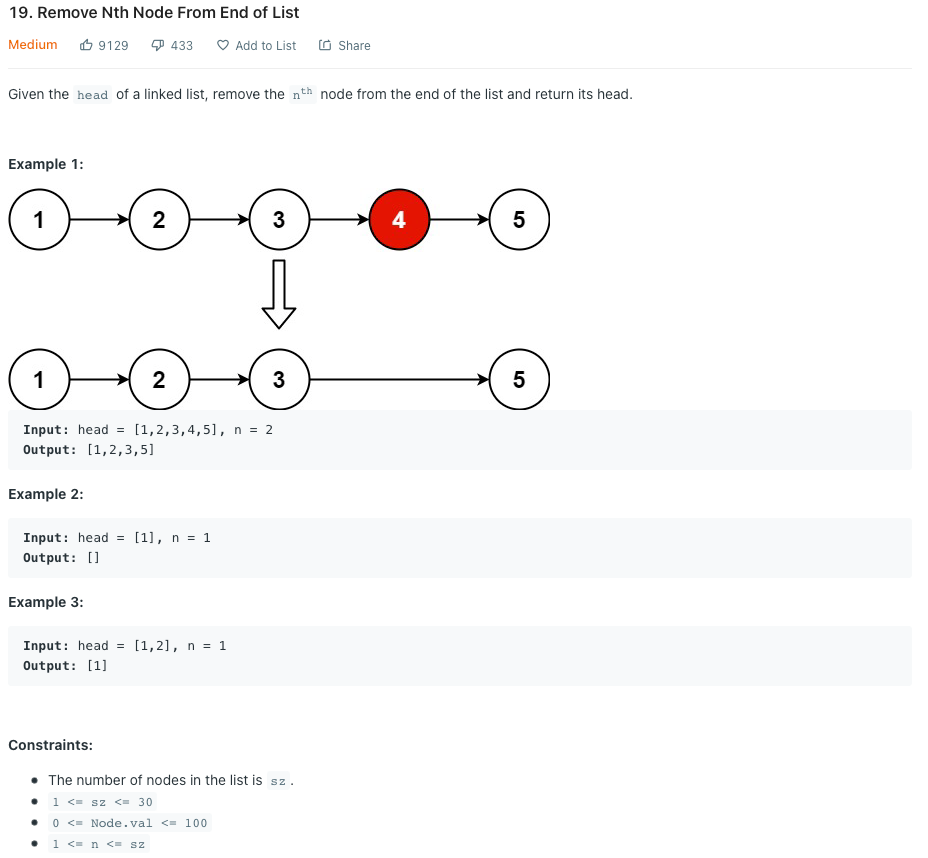 19. Remove Nth Node From End of List
Medium 9129 433 Add to List Share
Given the head of a linked list, remove the nth node from the end of the list and return its head.
Example 1:
1 2 3 4 5
1 2 3 5
Input: head = [1,2,3,4,5], n = 2
Output: [1,2,3,5]
Example 2:
Input: head = [1], n = 1
Output: []
Example 3:
Input: head = [1,2], n = 1
Output: [1]
Constraints:
• The number of nodes in the list is sz.
• 1 <= sz <= 30
• 0 <= Node.val <= 100
• 1 <= n <= sz